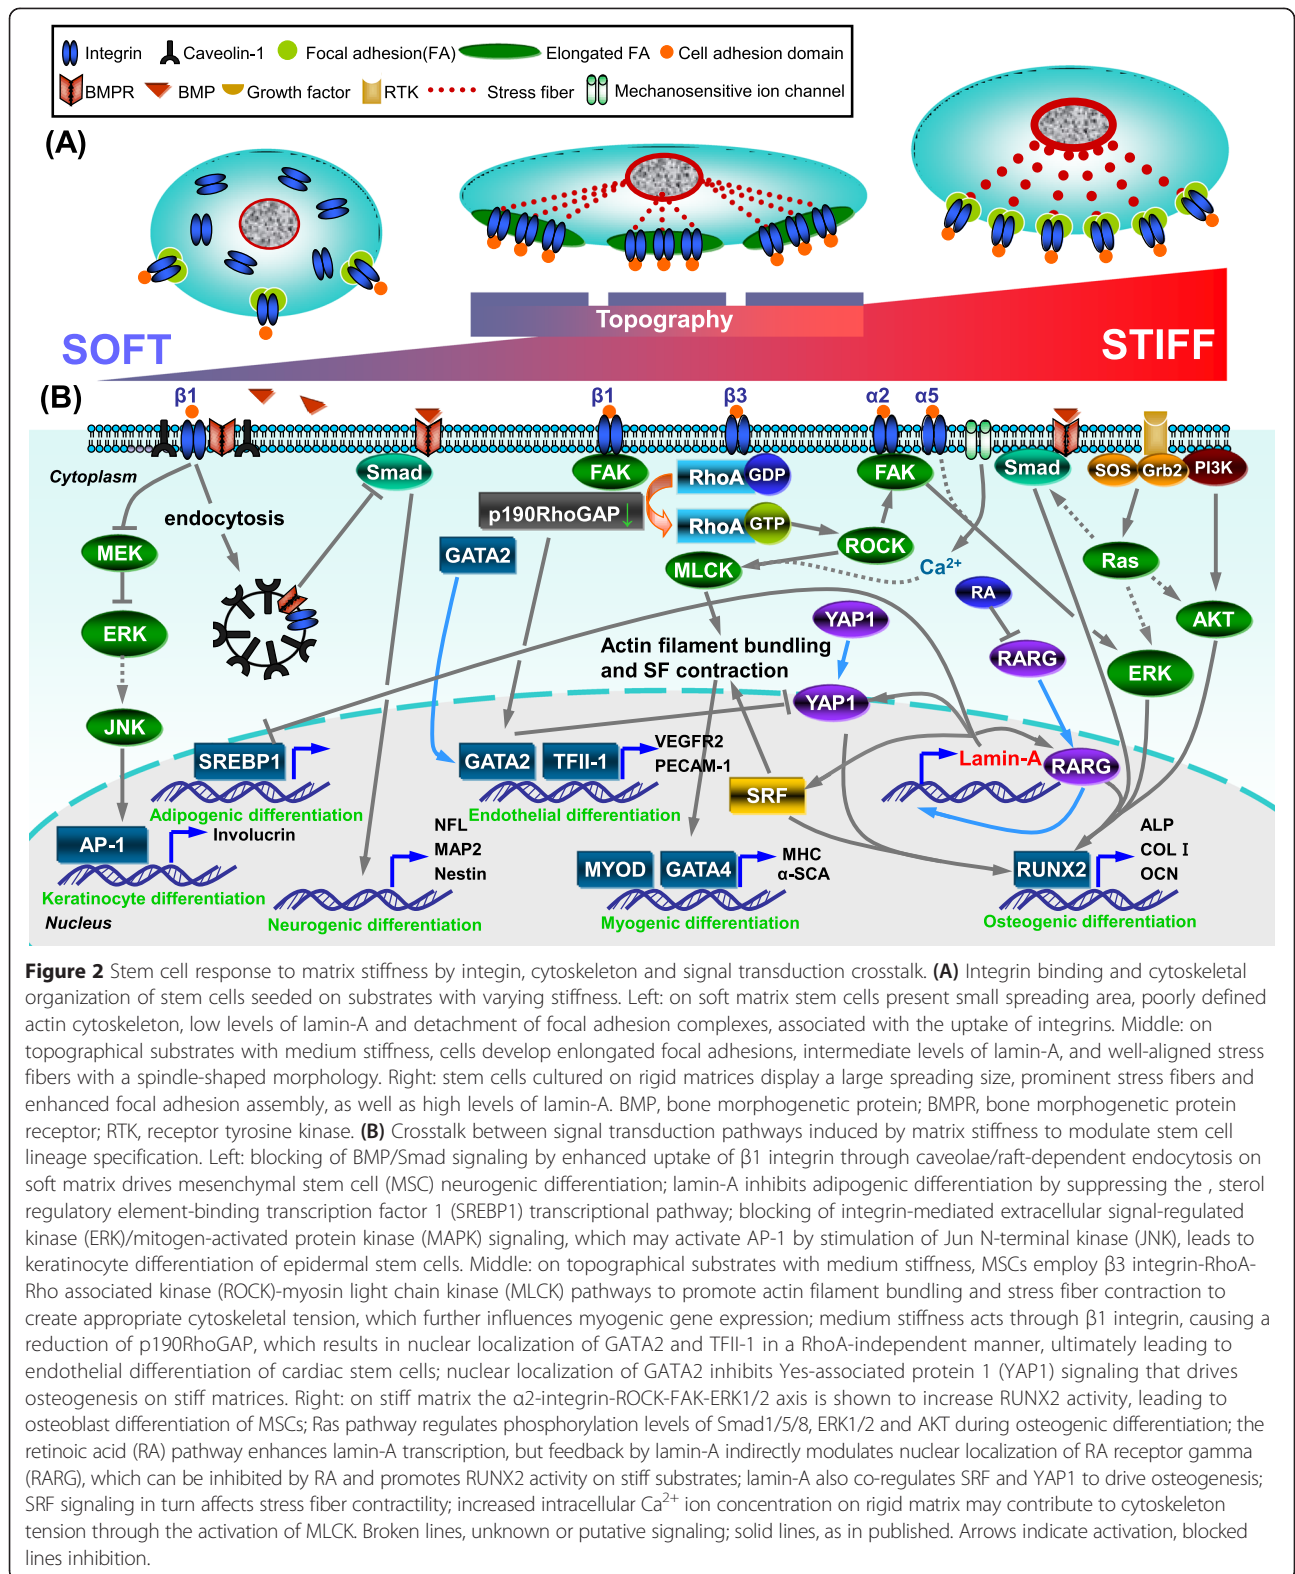 Integrin Caveolin-1 Focal adhesion(FA) Elongated FA Cell adhesion domain
BMPR BMP Growth factor RTK Stress fiber Mechanosensitive ion channel
(A)
Topography
SOFT
STIFF
(B)
β1 β1 β3 α2 α5
Cytoplasm
Smad
FAK
RhoA GDP
FAK
Smad
SOS Grb2 PI3K
endocytosis
p190RhoGAP↓
RhoA GTP
MEK
GATA2
MLCK
ROCK
Ca2+
Ras
RA
ERK
YAP1
AKT
Actin filament bundling
and SF contraction
RARG
ERK
JNK
YAP1
SREBP1
GATA2 TFII-1
VEGFR2
PECAM-1
Lamin-A
RARG
SRF
Adipogenic differentiation
Endothelial differentiation
AP-1
Involucrin
NFL
MAP2
Nestin
MYOD GATA4
MHC
α-SCA
RUNX2
ALP
COL I
OCN
Keratinocyte differentiation
Neurogenic differentiation
Myogenic differentiation
Osteogenic differentiation
Nucleus
Figure 2 Stem cell response to matrix stiffness by integin, cytoskeleton and signal transduction crosstalk. (A) Integrin binding and cytoskeletal
organization of stem cells seeded on substrates with varying stiffness. Left: on soft matrix stem cells present small spreading area, poorly defined
actin cytoskeleton, low levels of lamin-A and detachment of focal adhesion complexes, associated with the uptake of integrins. Middle: on
topographical substrates with medium stiffness, cells develop enlongated focal adhesions, intermediate levels of lamin-A, and well-aligned stress
fibers with a spindle-shaped morphology. Right: stem cells cultured on rigid matrices display a large spreading size, prominent stress fibers and
enhanced focal adhesion assembly, as well as high levels of lamin-A. BMP, bone morphogenetic protein; BMPR, bone morphogenetic protein
receptor; RTK, receptor tyrosine kinase. (B) Crosstalk between signal transduction pathways induced by matrix stiffness to modulate stem cell
lineage specification. Left: blocking of BMP/Smad signaling by enhanced uptake of β1 integrin through caveolae/raft-dependent endocytosis on
soft matrix drives mesenchymal stem cell (MSC) neurogenic differentiation; lamin-A inhibits adipogenic differentiation by suppressing the , sterol
regulatory element-binding transcription factor 1 (SREBP1) transcriptional pathway; blocking of integrin-mediated extracellular signal-regulated
kinase (ERK)/mitogen-activated protein kinase (MAPK) signaling, which may activate AP-1 by stimulation of Jun N-terminal kinase (JNK), leads to
keratinocyte differentiation of epidermal stem cells. Middle: on topographical substrates with medium stiffness, MSCs employ β3 integrin-RhoA-
Rho associated kinase (ROCK)-myosin light chain kinase (MLCK) pathways to promote actin filament bundling and stress fiber contraction to
create appropriate cytoskeletal tension, which further influences myogenic gene expression; medium stiffness acts through β1 integrin, causing a
reduction of p190RhoGAP, which results in nuclear localization of GATA2 and TFII-1 in a RhoA-independent manner, ultimately leading to
endothelial differentiation of cardiac stem cells; nuclear localization of GATA2 inhibits Yes-associated protein 1 (YAP1) signaling that drives
osteogenesis on stiff matrices. Right: on stiff matrix the α2-integrin-ROCK-FAK-ERK1/2 axis is shown to increase RUNX2 activity, leading to
osteoblast differentiation of MSCs; Ras pathway regulates phosphorylation levels of Smad1/5/8, ERK1/2 and AKT during osteogenic differentiation; the
retinoic acid (RA) pathway enhances lamin-A transcription, but feedback by lamin-A indirectly modulates nuclear localization of RA receptor gamma
(RARG), which can be inhibited by RA and promotes RUNX2 activity on stiff substrates; lamin-A also co-regulates SRF and YAP1 to drive osteogenesis;
SRF signaling in turn affects stress fiber contractility; increased intracellular Ca2+ ion concentration on rigid matrix may contribute to cytoskeleton
tension through the activation of MLCK. Broken lines, unknown or putative signaling; solid lines, as in published. Arrows indicate activation, blocked
lines inhibition.